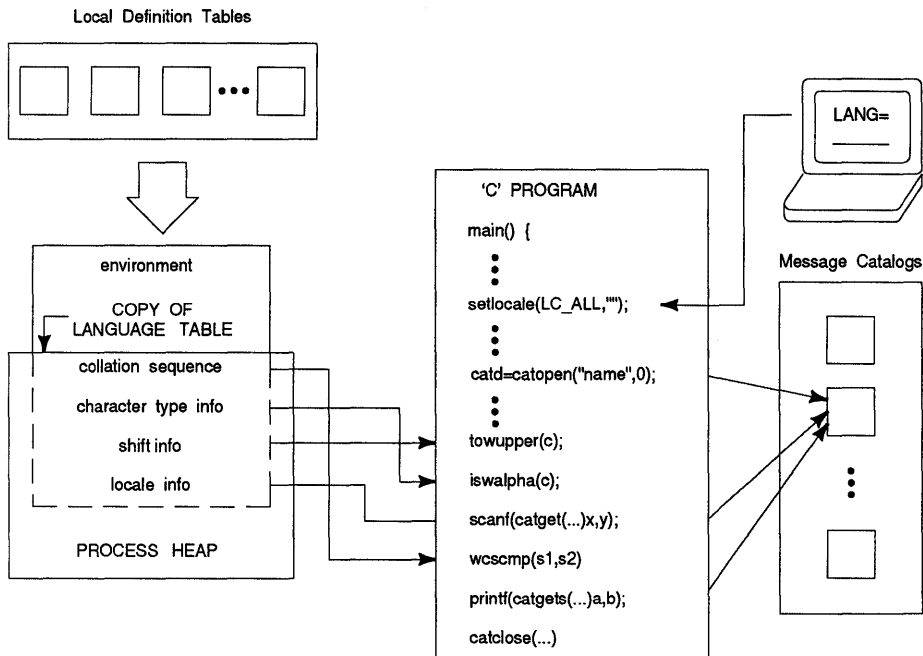 Local Definition Tables
LANG=
environment
COPY OF
LANGUAGE TABLE
collation sequence
character type info
shift info
locale info
PROCESS HEAP
'C' PROGRAM
main() {
setlocale(LC_ALL,"");
catd=catopen("name",0);
towupper(c);
iswalpha(c);
scanf(catget(...)x,y);
wcscmp(s1,s2)
printf(catgets(...)a,b);
catclose(...)
Message Catalogs